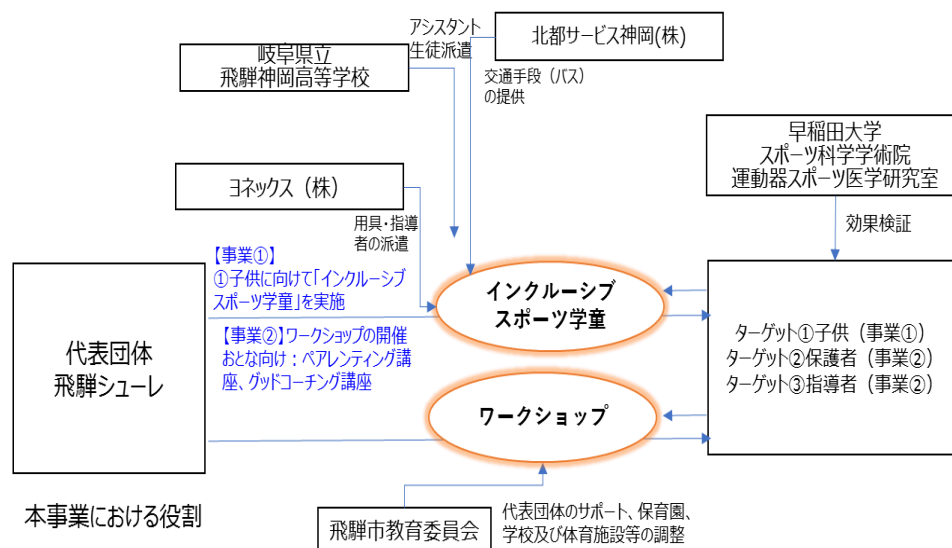 アシスタント
生徒派遣
北都サービス神岡(株)
岐阜県立
飛騨神岡高等学校
交通手段（バス）
の提供
早稲田大学
スポーツ科学学術院
運動器スポーツ医学研究室
ヨネックス（株）
用具・指導
者の派遣
効果検証
【事業①】
①子供に向けて「インクルーシブ
スポーツ学童」を実施
インクルーシブ
スポーツ学童
代表団体
飛騨シューレ
【事業②】ワークショップの開催
おとな向け：ペアレンティング講
座、グッドコーチング講座
ターゲット①子供（事業①）
ターゲット②保護者（事業②）
ターゲット③指導者（事業②）
ワークショップ
本事業における役割
飛騨市教育委員会
代表団体のサポート、保育園、
学校及び体育施設等の調整